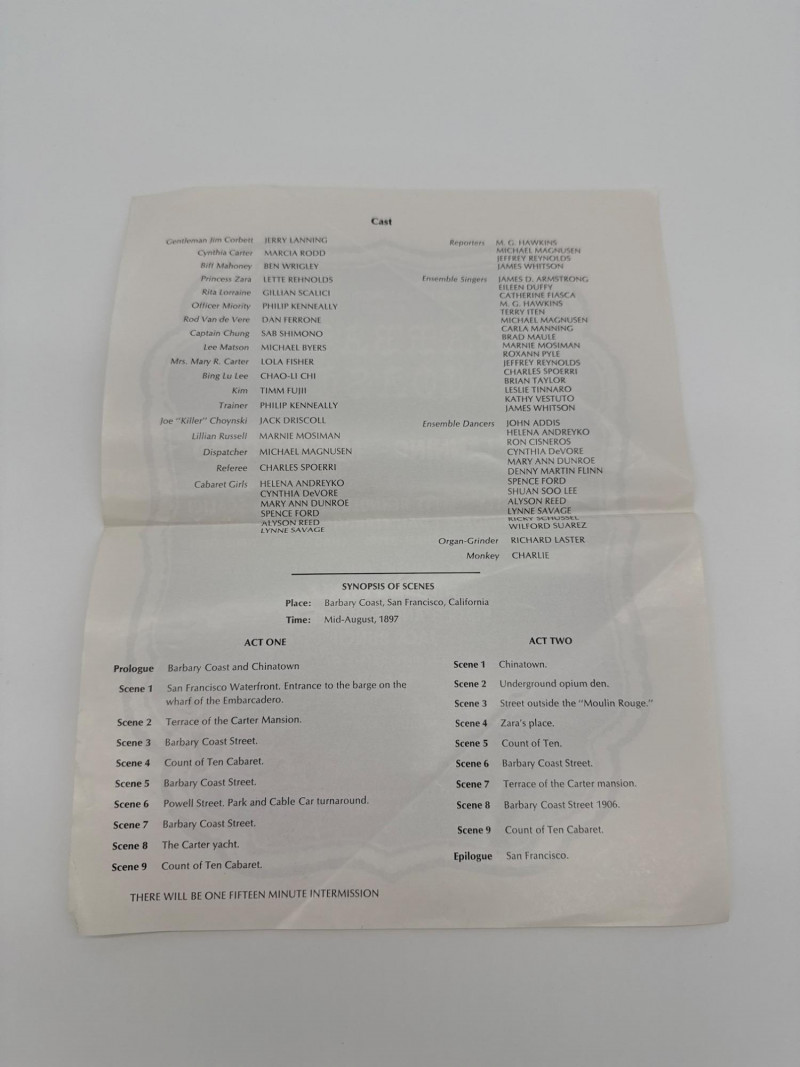 Cast
Gentleman Jim Corbett JERRY LANNING
Cynthia Carter MARCIA RODD
Biff Mahoney BEN WRIGLEY
Princess Zara LETTE REHNOLDS
Rita Lorraine GILLIAN SCALICI
Officer Miority PHILIP KENNEALLY
Rod Van de Vere DAN FERRONE
Captain Chung SAB SHIMONO
Lee Matson MICHAEL BYERS
Mrs. Mary R. Carter LOLA FISHER
Bing Lu Lee CHAO-LI CHI
Kim TIMM FUJII
Trainer PHILIP KENNEALLY
Joe "Killer" Choynski JACK DRISCOLL
Lillian Russell MARNIE MOSIMAN
Dispatcher MICHAEL MAGNUSEN
Referee CHARLES SPOERRI
Cabaret Girls HELENA ANDREYKO
CYNTHIA DeVORE
MARY ANN DUNROE
SPENCE FORD
ALYSON REED
LYNNE SAVAGE
Reporters M. G. HAWKINS
MICHAEL MAGNUSEN
JEFFREY REYNOLDS
JAMES WHITSON
Ensemble Singers JAMES D. ARMSTRONG
EILEEN DUFFY
CATHERINE FIASCA
M. G. HAWKINS
TERRY ITEN
MICHAEL MAGNUSEN
CARLA MANNING
BRAD MAULE
MARNIE MOSIMAN
ROXANN PYLE
JEFFREY REYNOLDS
CHARLES SPOERRI
BRIAN TAYLOR
LESLIE TINNARO
KATHY VESTUTO
JAMES WHITSON
Ensemble Dancers JOHN ADDIS
HELENA ANDREYKO
RON CISNEROS
CYNTHIA DeVORE
MARY ANN DUNROE
DENNY MARTIN FLINN
SPENCE FORD
SHUAN SOO LEE
ALYSON REED
LYNNE SAVAGE
RICKY SCHUSSEL
WILFORD SUAREZ
Organ-Grinder RICHARD LASTER
Monkey CHARLIE
SYNOPSIS OF SCENES
Place: Barbary Coast, San Francisco, California
Time: Mid-August, 1897
ACT ONE
Prologue Barbary Coast and Chinatown
Scene 1 San Francisco Waterfront. Entrance to the barge on the
wharf of the Embarcadero.
Scene 2 Terrace of the Carter Mansion.
Scene 3 Barbary Coast Street.
Scene 4 Count of Ten Cabaret.
Scene 5 Barbary Coast Street.
Scene 6 Powell Street. Park and Cable Car turnaround.
Scene 7 Barbary Coast Street.
Scene 8 The Carter yacht.
Scene 9 Count of Ten Cabaret.
ACT TWO
Scene 1 Chinatown.
Scene 2 Underground opium den.
Scene 3 Street outside the "Moulin Rouge."
Scene 4 Zara's place.
Scene 5 Count of Ten.
Scene 6 Barbary Coast Street.
Scene 7 Terrace of the Carter mansion.
Scene 8 Barbary Coast Street 1906.
Scene 9 Count of Ten Cabaret.
Epilogue San Francisco.
THERE WILL BE ONE FIFTEEN MINUTE INTERMISSION